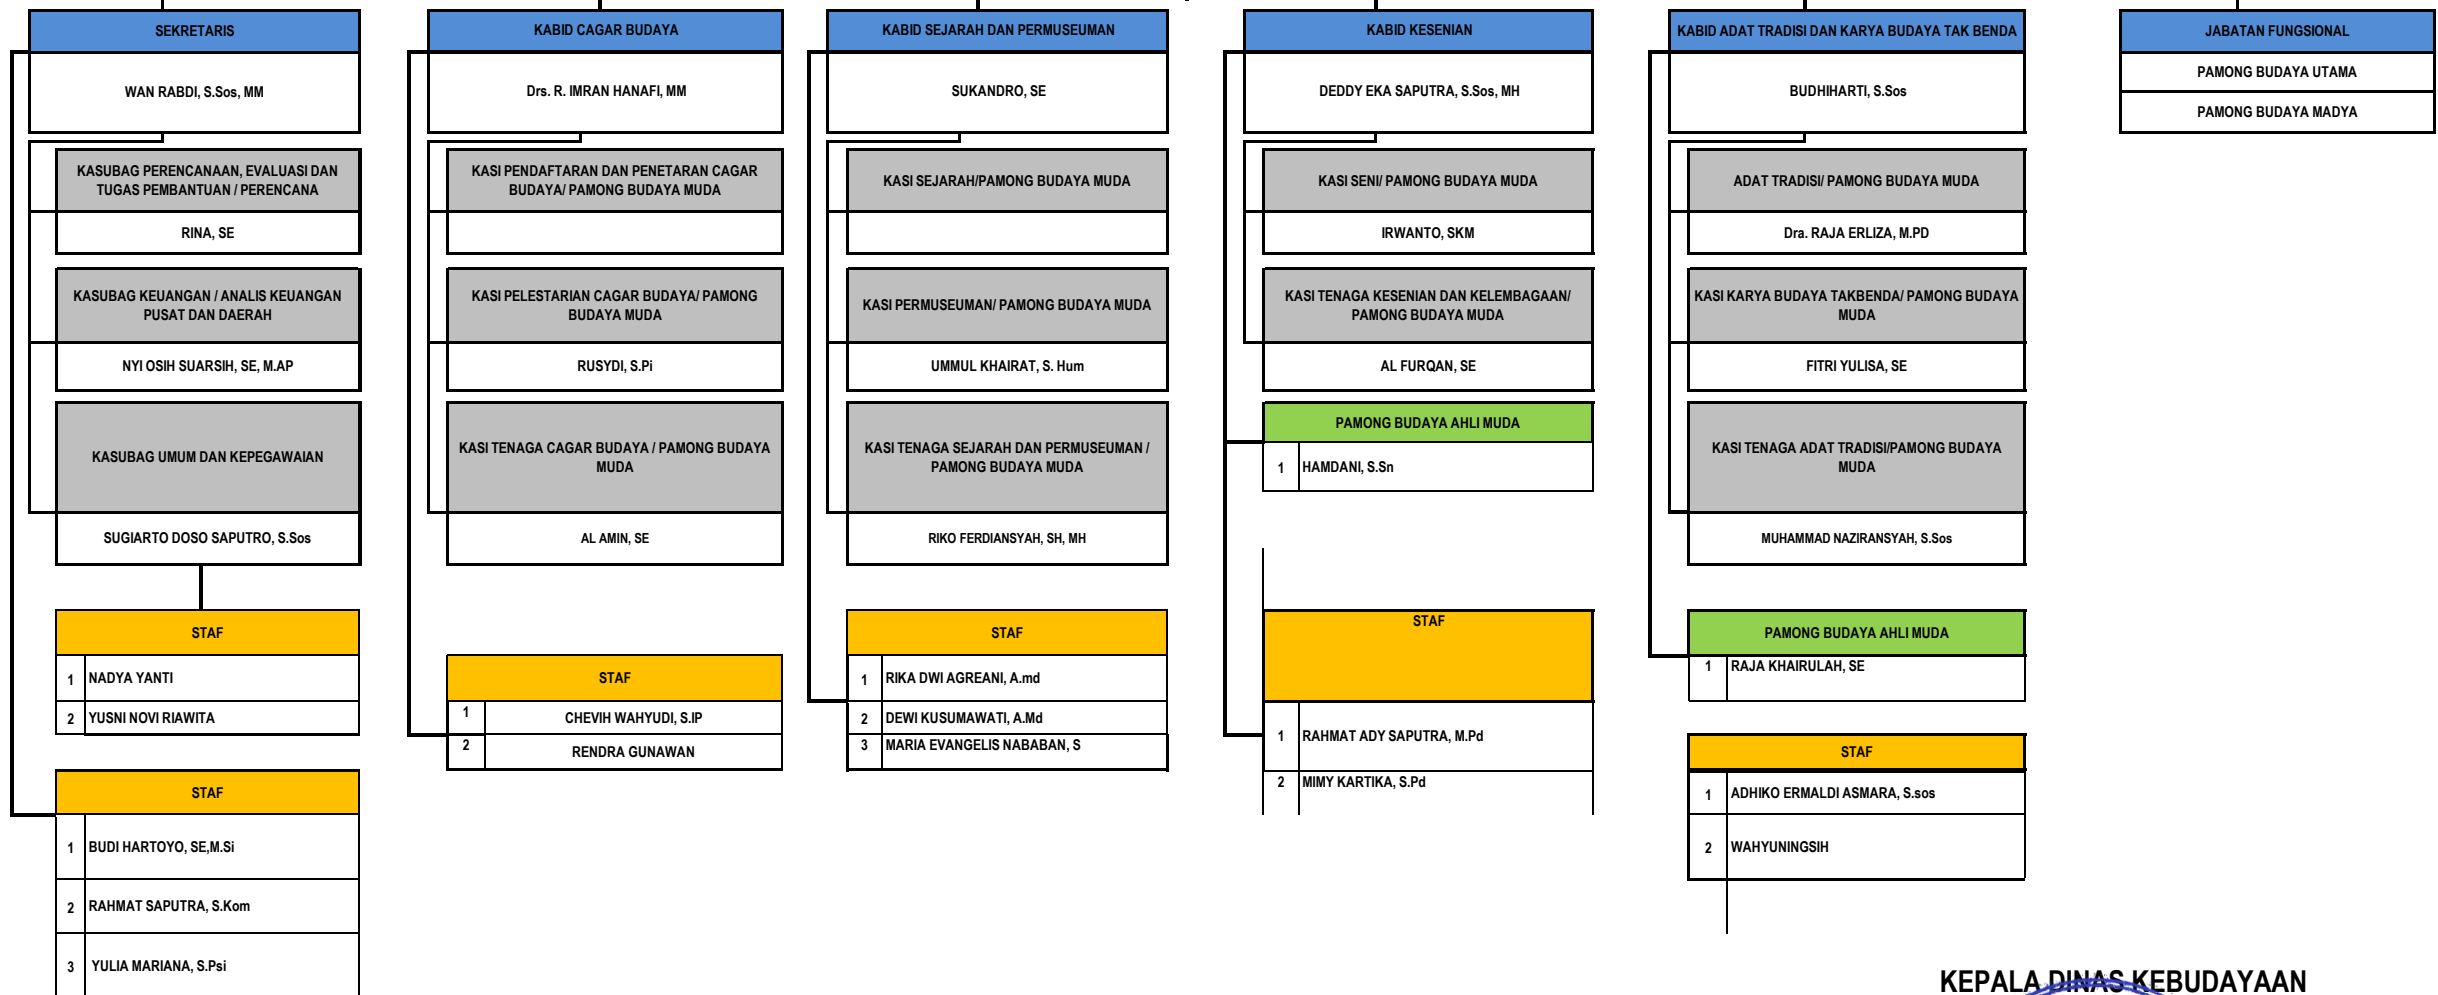 SEKRETARIS
WAN RABDI, S.Sos, MM
KASUBAG PERENCANAAN, EVALUASI DAN
TUGAS PEMBANTUAN / PERENCANA
RINA, SE
KASUBAG KEUANGAN / ANALIS KEUANGAN
PUSAT DAN DAERAH
NYI OSIH SUARSIH, SE, M.AP
KASUBAG UMUM DAN KEPEGAWAIAN
SUGIARTO DOSO SAPUTRO, S.Sos
STAF
1 NADYA YANTI
2 YUSNI NOVI RIAWITA
STAF
1 BUDI HARTOYO, SE,M.Si
2 RAHMAT SAPUTRA, S.Kom
3 YULIA MARIANA, S.Psi
KABID CAGAR BUDAYA
Drs. R. IMRAN HANAFI, MM
KASI PENDAFTARAN DAN PENETARAN CAGAR
BUDAYA/ PAMONG BUDAYA MUDA
KASI PELESTARIAN CAGAR BUDAYA/ PAMONG
BUDAYA MUDA
RUSYDI, S.Pi
KASI TENAGA CAGAR BUDAYA / PAMONG BUDAYA
MUDA
AL AMIN, SE
STAF
1 CHEVIH WAHYUDI, S.IP
2 RENDRA GUNAWAN
KABID SEJARAH DAN PERMUSEUMAN
SUKANDRO, SE
KASI SEJARAH/PAMONG BUDAYA MUDA
KASI PERMUSEUMAN/ PAMONG BUDAYA MUDA
UMMUL KHAIRAT, S. Hum
KASI TENAGA SEJARAH DAN PERMUSEUMAN /
PAMONG BUDAYA MUDA
RIKO FERDIANSYAH, SH, MH
STAF
1 RIKA DWI AGREANI, A.md
2 DEWI KUSUMAWATI, A.Md
3 MARIA EVANGELIS NABABAN, S
KABID KESENIAN
DEDDY EKA SAPUTRA, S.Sos, MH
KASI SENI/ PAMONG BUDAYA MUDA
IRWANTO, SKM
KASI TENAGA KESENIAN DAN KELEMBAGAAN/
PAMONG BUDAYA MUDA
AL FURQAN, SE
PAMONG BUDAYA AHLI MUDA
1 HAMDANI, S.Sn
STAF
1 RAHMAT ADY SAPUTRA, M.Pd
2 MIMY KARTIKA, S.Pd
KABID ADAT TRADISI DAN KARYA BUDAYA TAK BENDA
BUDHIHARTI, S.Sos
ADAT TRADISI/ PAMONG BUDAYA MUDA
Dra. RAJA ERLIZA, M.PD
KASI KARYA BUDAYA TAKBENDA/ PAMONG BUDAYA
MUDA
FITRI YULISA, SE
KASI TENAGA ADAT TRADISI/PAMONG BUDAYA
MUDA
MUHAMMAD NAZIRANSYAH, S.Sos
PAMONG BUDAYA AHLI MUDA
1 RAJA KHAIRULAH, SE
STAF
1 ADHIKO ERMALDI ASMARA, S.sos
2 WAHYUNINGSIH
JABATAN FUNGSIONAL
PAMONG BUDAYA UTAMA
PAMONG BUDAYA MADYA
KEPALA DINAS KEBUDAYAAN